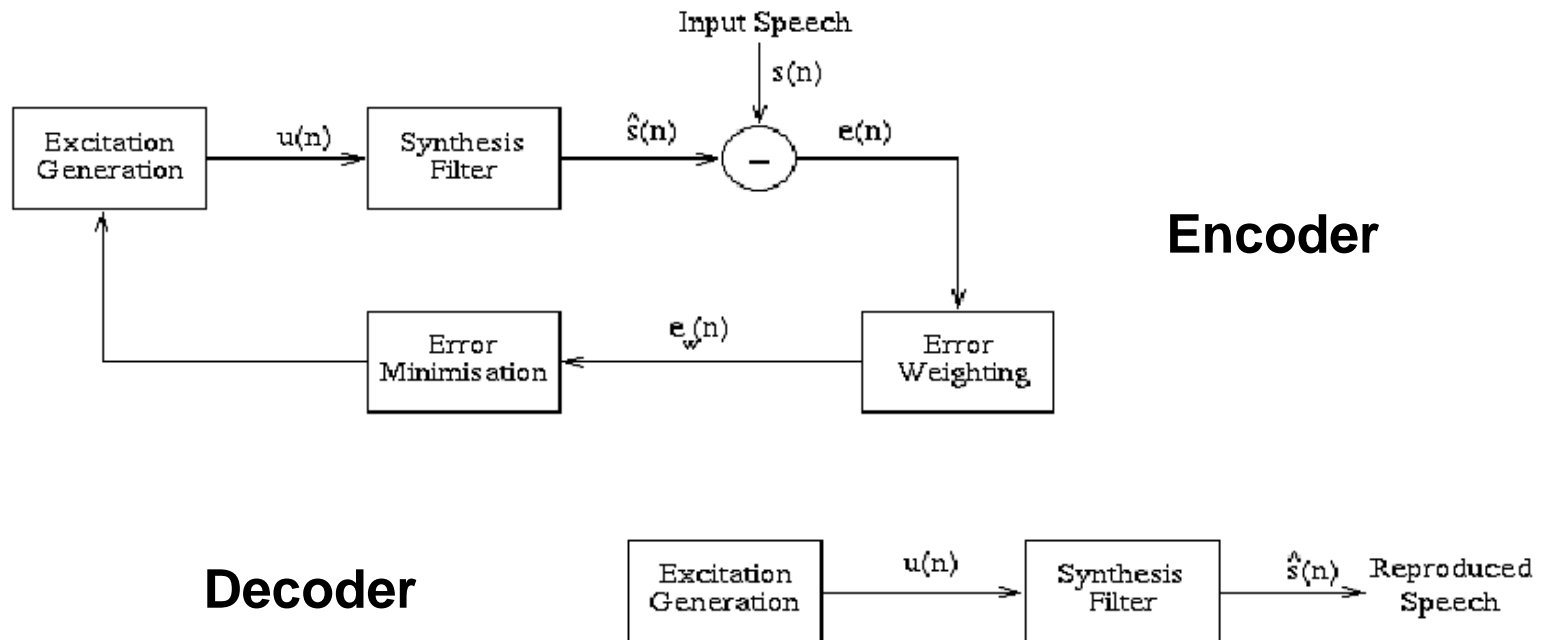 Input Speech
s(n)
Excitation
Generation
u(n)
Synthesis
Filter
ŝ(n)
−
e(n)
Encoder
Error
Minimisation
e_w(n)
Error
Weighting
Decoder
Excitation
Generation
u(n)
Synthesis
Filter
ŝ(n)
Reproduced
Speech